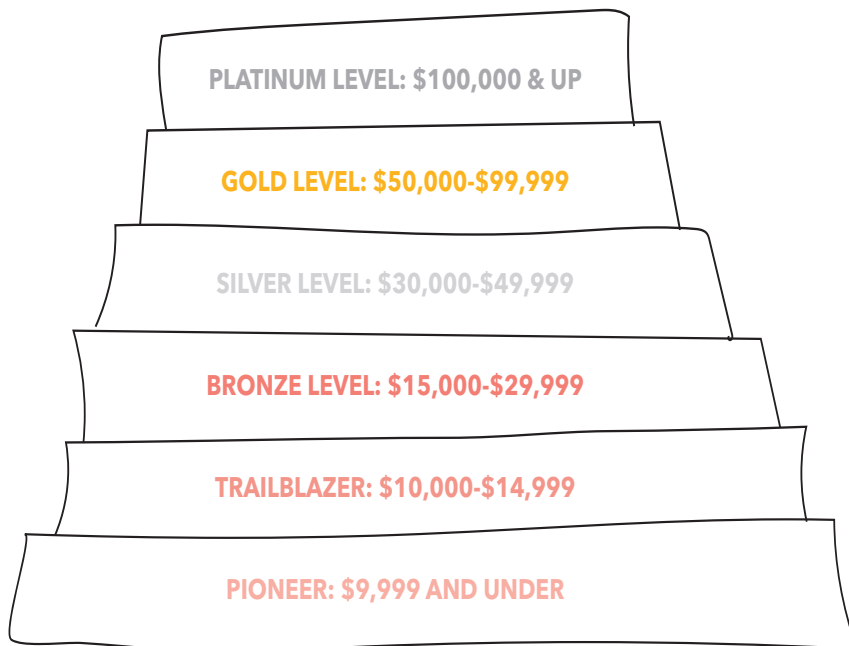 PLATINUM LEVEL: $100,000 & UP
GOLD LEVEL: $50,000-$99,999
SILVER LEVEL: $30,000-$49,999
BRONZE LEVEL: $15,000-$29,999
TRAILBLAZER: $10,000-$14,999
PIONEER: $9,999 AND UNDER